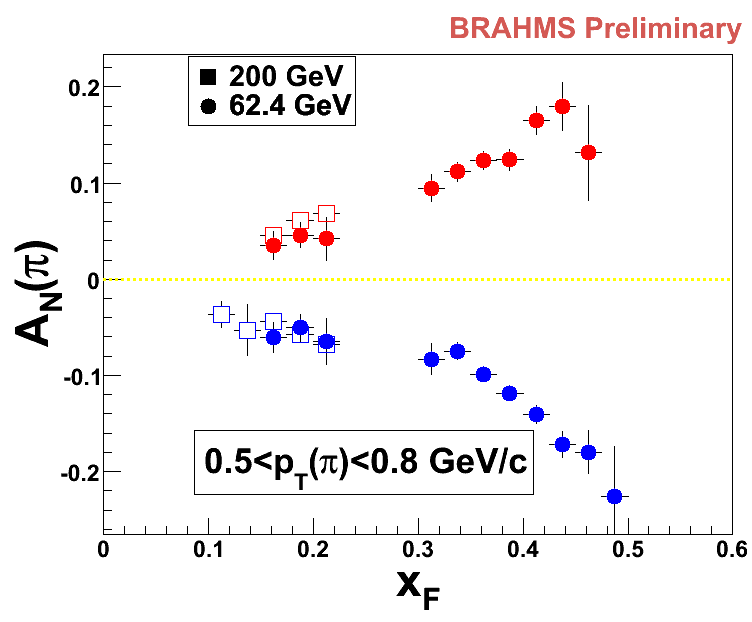 BRAHMS Preliminary
200 GeV
62.4 GeV
0.2
0.1
0
-0.1
-0.2
A_N(π)
0.5<p_T(π)<0.8 GeV/c
0 0.1 0.2 0.3 0.4 0.5 0.6
x_F